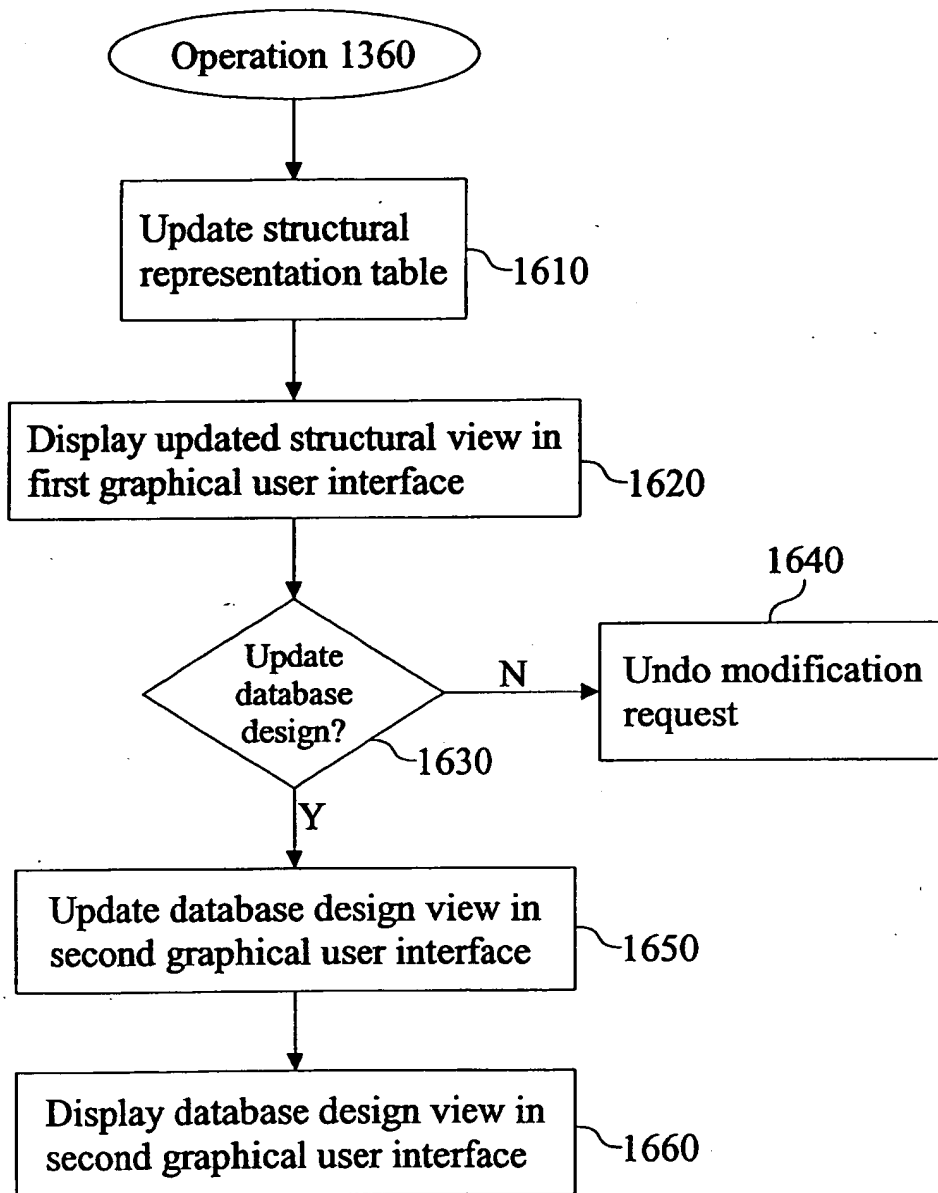 Operation 1360
Update structural
representation table
1610
Display updated structural view in
first graphical user interface
1620
1640
Update
database
design?
N
Undo modification
request
1630
Y
Update database design view in
second graphical user interface
1650
Display database design view in
second graphical user interface
1660